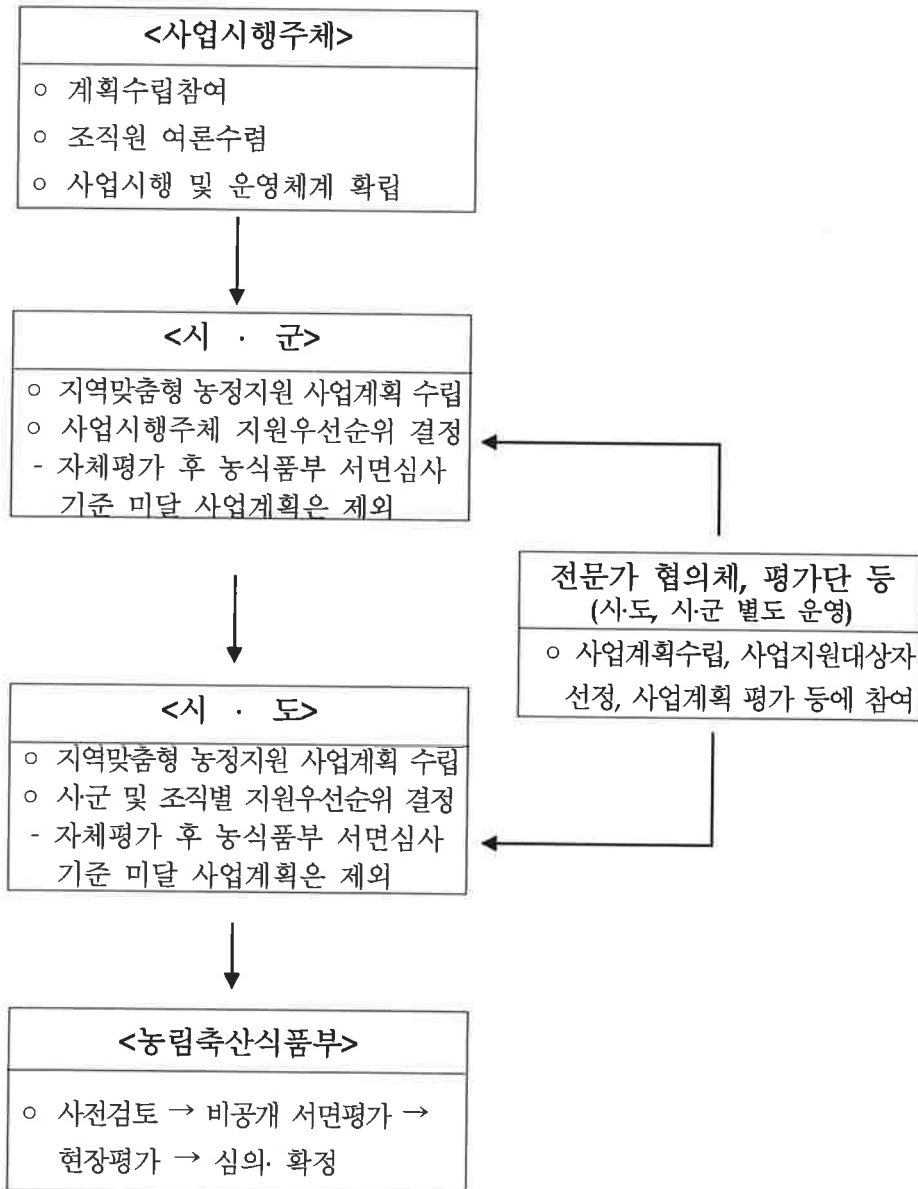 <사업시행주체>
○ 계획수립참여
○ 조직원 여론수렴
○ 사업시행 및 운영체계 확립
<시 · 군>
○ 지역맞춤형 농정지원 사업계획 수립
○ 사업시행주체 지원우선순위 결정
- 자체평가 후 농식품부 서면심사
기준 미달 사업계획은 제외
전문가 협의체, 평가단 등
(시·도, 시·군 별도 운영)
○ 사업계획수립, 사업지원대상자
선정, 사업계획 평가 등에 참여
<시 · 도>
○ 지역맞춤형 농정지원 사업계획 수립
○ 시·군 및 조직별 지원우선순위 결정
- 자체평가 후 농식품부 서면심사
기준 미달 사업계획은 제외
<농림축산식품부>
○ 사전검토 → 비공개 서면평가 →
현장평가 → 심의· 확정